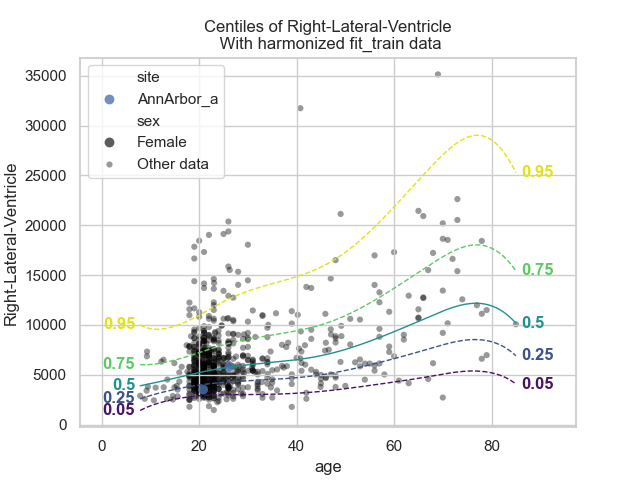 Centiles of Right-Lateral-Ventricle
With harmonized fit_train data
Right-Lateral-Ventricle
35000
30000
25000
20000
15000
10000
5000
0
site
AnnArbor_a
sex
Female
Other data
0.95
0.75
0.5
0.25
0.05
0.95
0.75
0.5
0.25
0.05
0
20
40
60
80
age